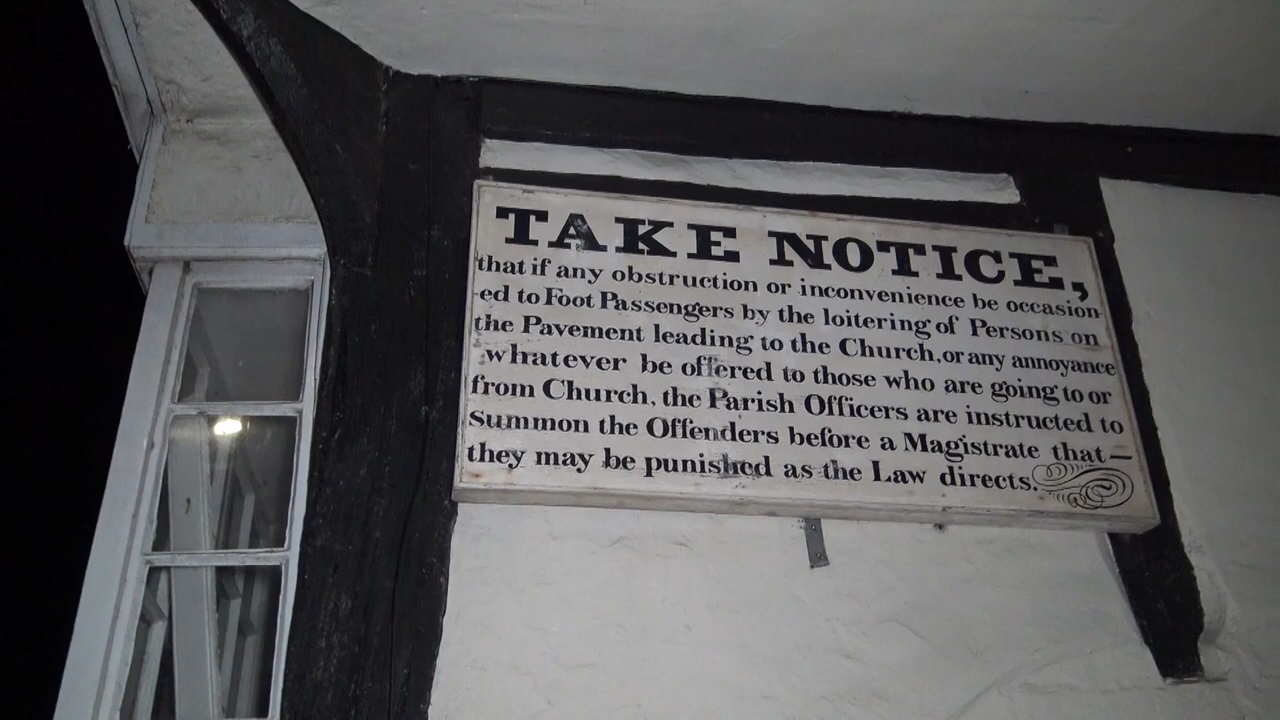 TAKE NOTICE,
that if any obstruction or inconvenience be occasion-
-ed to Foot Passengers by the loitering of Persons on
the Pavement leading to the Church, or any annoyance
whatever be offered to those who are going to or
from Church, the Parish Officers are instructed to
Summon the Offenders before a Magistrate that—
they may be punished as the Law directs.